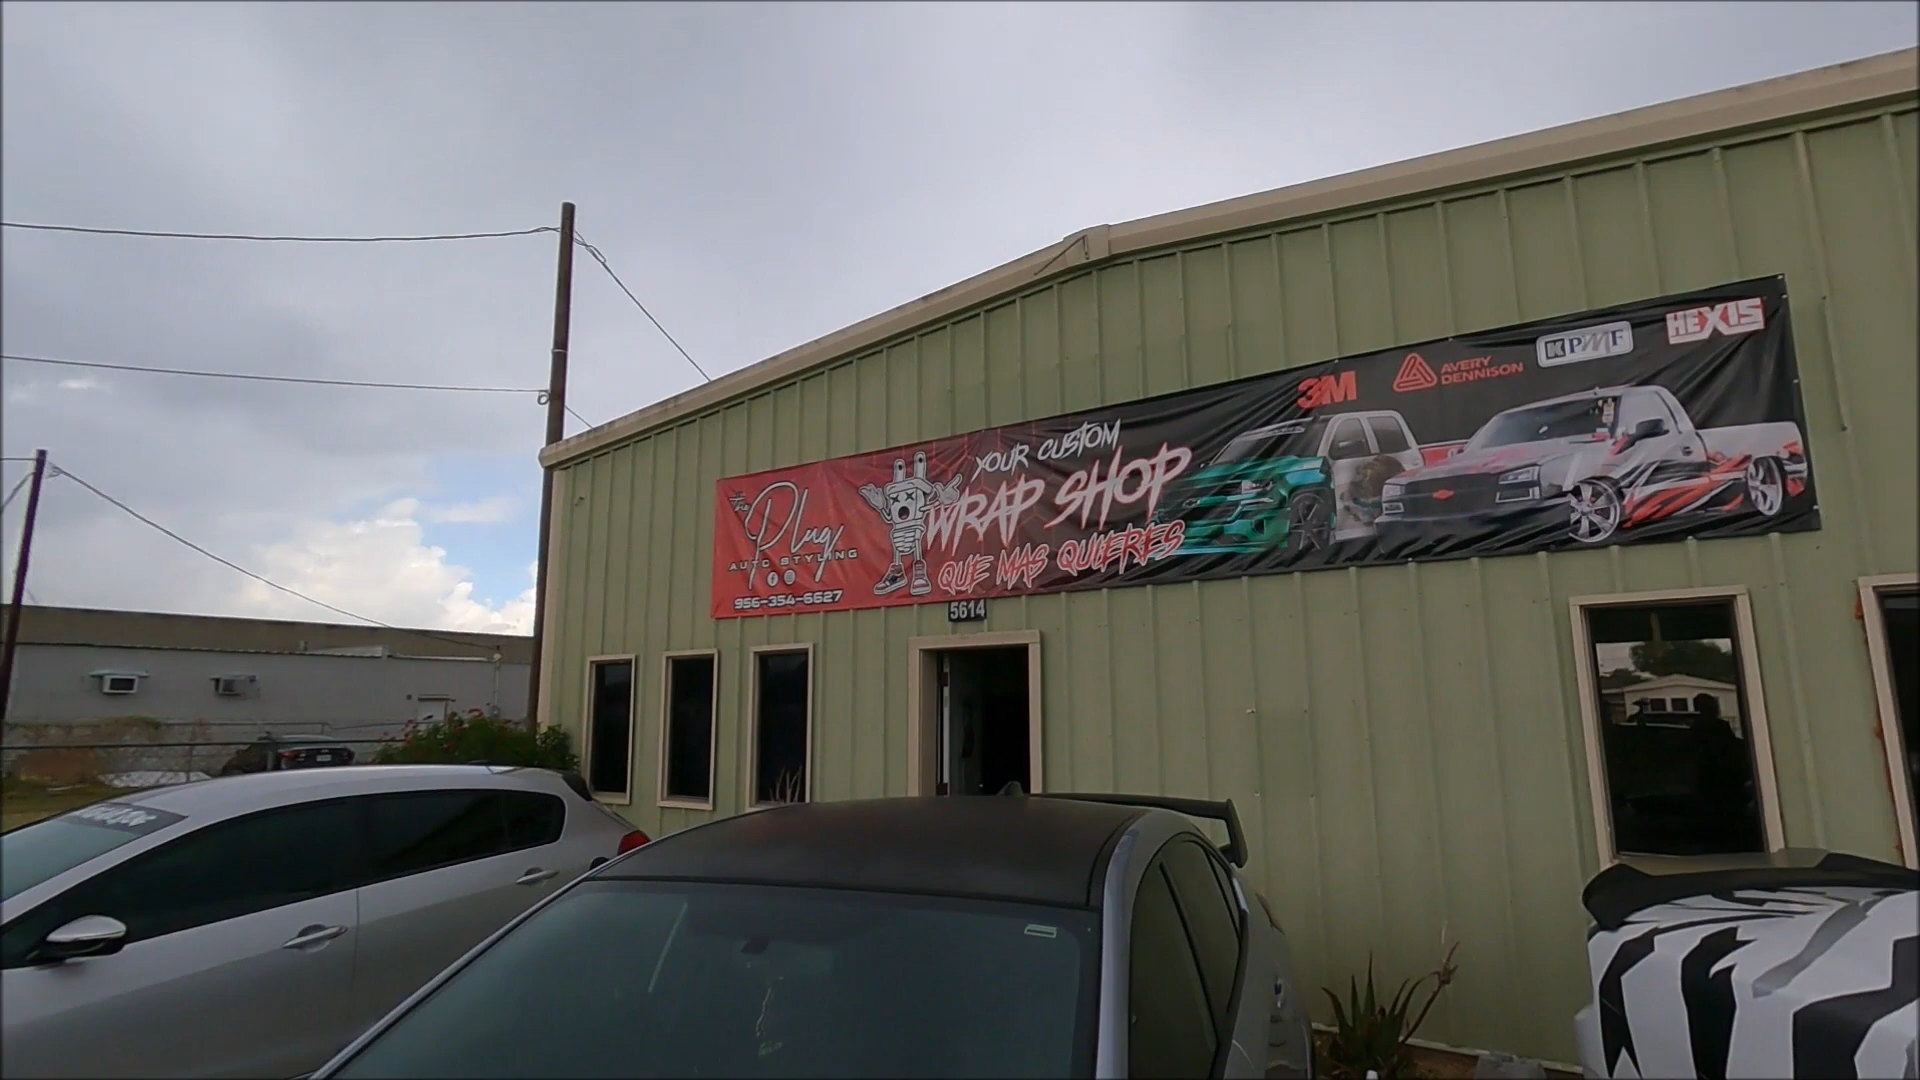 the
Plug
AUTO STYLING
956-354-6627
YOUR CUSTOM
WRAP SHOP
QUE MAS QUIERES
3M
AVERY
DENNISON
KPMF
HEXIS
5614